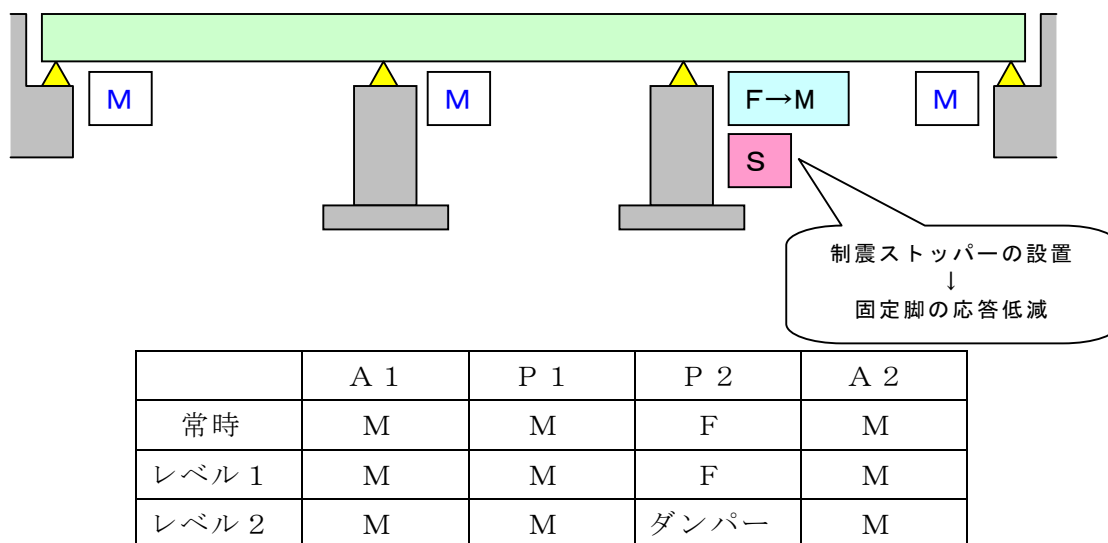 M
M
F→M
M
S
制震ストッパーの設置
↓
固定脚の応答低減
A1 P1 P2 A2
常時 M M F M
レベル1 M M F M
レベル2 M M ダンパー M